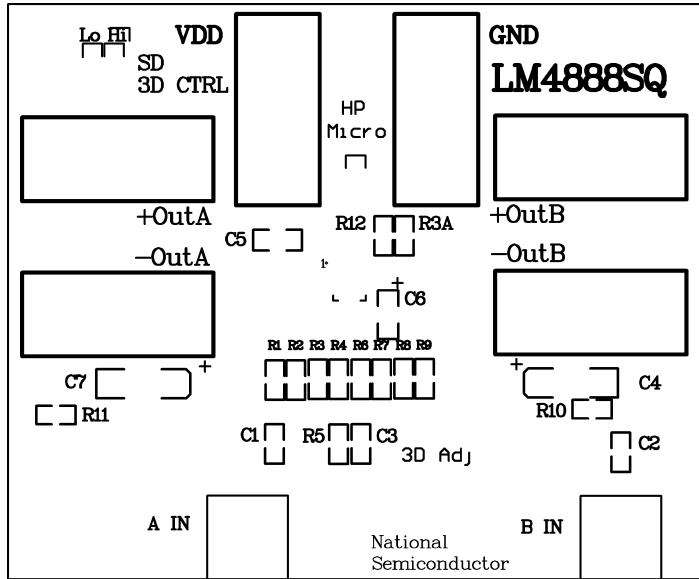 Lo Hi
VDD
GND
SD
3D CTRL
LM4888SQ
HP
Micro
+OutA
+OutB
R12
R3A
C5
-OutA
-OutB
1
+
C6
R1 R2 R3 R4 R6 R7 R8 R9
C7
+
+
C4
R11
R10
C1
R5
C3
3D Adj
C2
A IN
B IN
National
Semiconductor